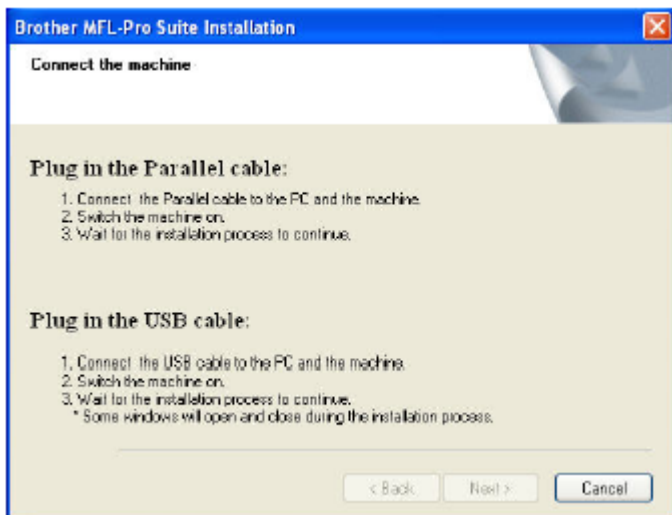 Brother MFL-Pro Suite Installation
Connect the machine
Plug in the Parallel cable:
1. Connect the Parallel cable to the PC and the machine.
2. Switch the machine on.
3. Wait for the installation process to continue.
Plug in the USB cable:
1. Connect the USB cable to the PC and the machine.
2. Switch the machine on.
3. Wait for the installation process to continue.
* Some windows will open and close during the installation process.
< Back
Next >
Cancel